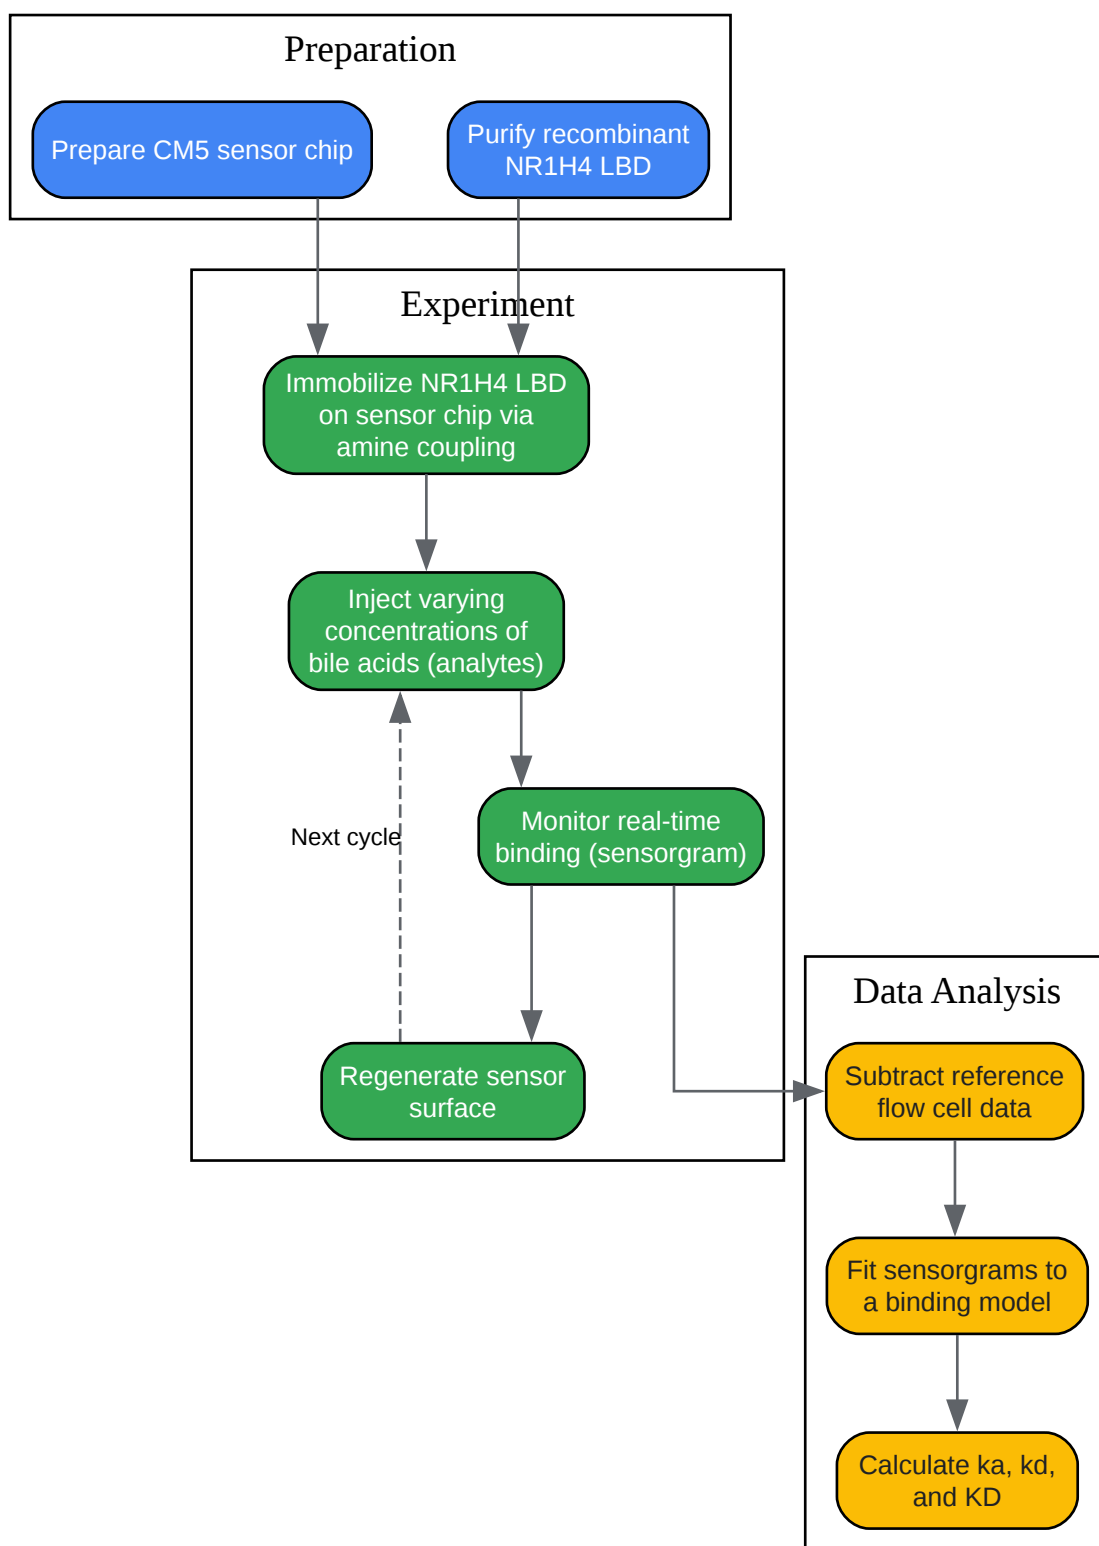 Preparation
Prepare CM5 sensor chip
Purify recombinant
NR1H4 LBD
Experiment
Immobilize NR1H4 LBD
on sensor chip via
amine coupling
Inject varying
concentrations of
bile acids (analytes)
Next cycle
Monitor real-time
binding (sensorgram)
Regenerate sensor
surface
Data Analysis
Subtract reference
flow cell data
Fit sensorgrams to
a binding model
Calculate ka, kd,
and KD